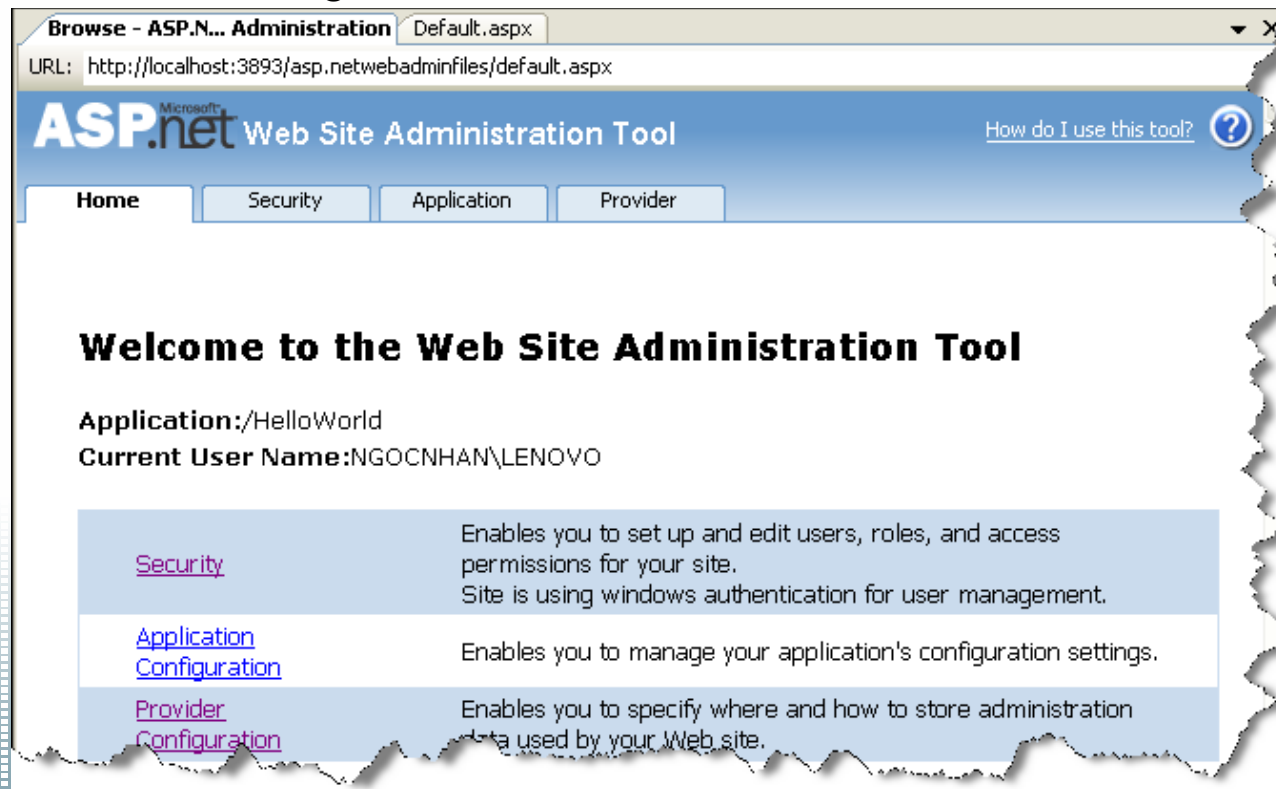 Browse - ASP.N... Administration Default.aspx
URL: http://localhost:3893/asp.netwebadminfiles/default.aspx
Microsoft
ASP.net Web Site Administration Tool How do I use this tool? ?
Home Security Application Provider
Welcome to the Web Site Administration Tool
Application:/HelloWorld
Current User Name:NGOCNHAN\LENOVO
Security
Enables you to set up and edit users, roles, and access
permissions for your site.
Site is using windows authentication for user management.
Application
Configuration
Enables you to manage your application's configuration settings.
Provider
Configuration
Enables you to specify where and how to store administration
data used by your Web site.